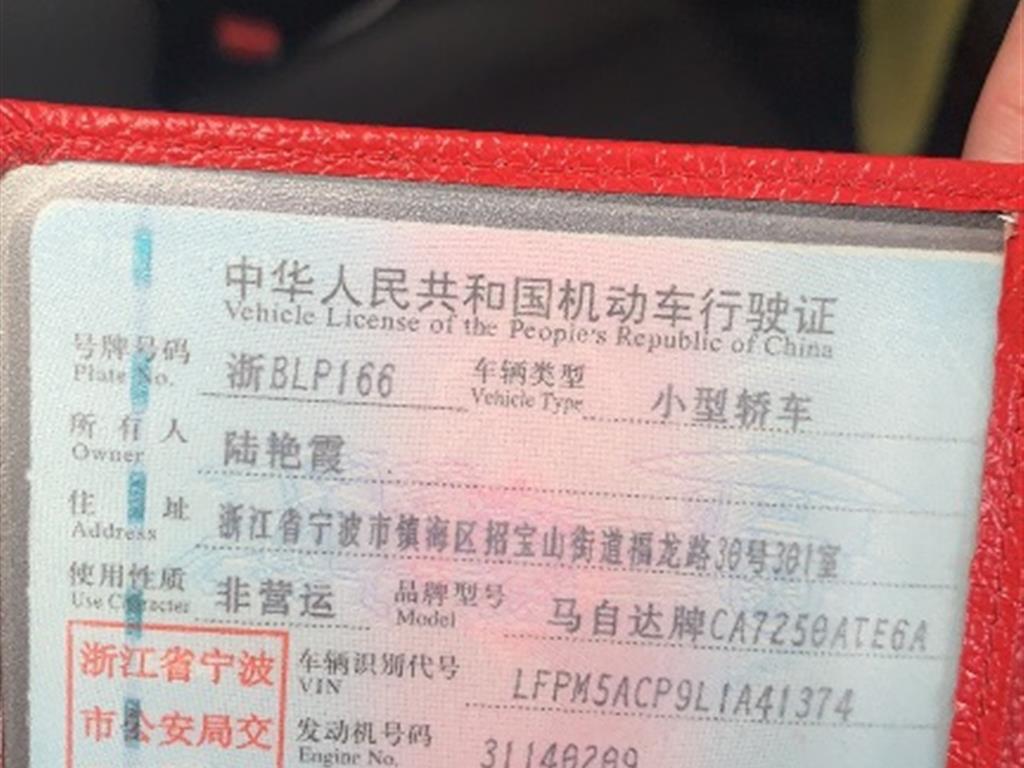 中华人民共和国机动车行驶证
Vehicle License of the People's Republic of China
号牌号码 浙BLP166 车辆类型 小型轿车
Plate No. Vehicle Type
所有人 陆艳霞
Owner
住址 浙江省宁波市镇海区招宝山街道福龙路30号301室
Address
使用性质 非营运 品牌型号 马自达牌CA7250ATE6A
Use Character Model
浙江省宁波 车辆识别代号 LFPM5ACP9L1A41374
VIN
市公安局交 发动机号码 31140209
Engine No.